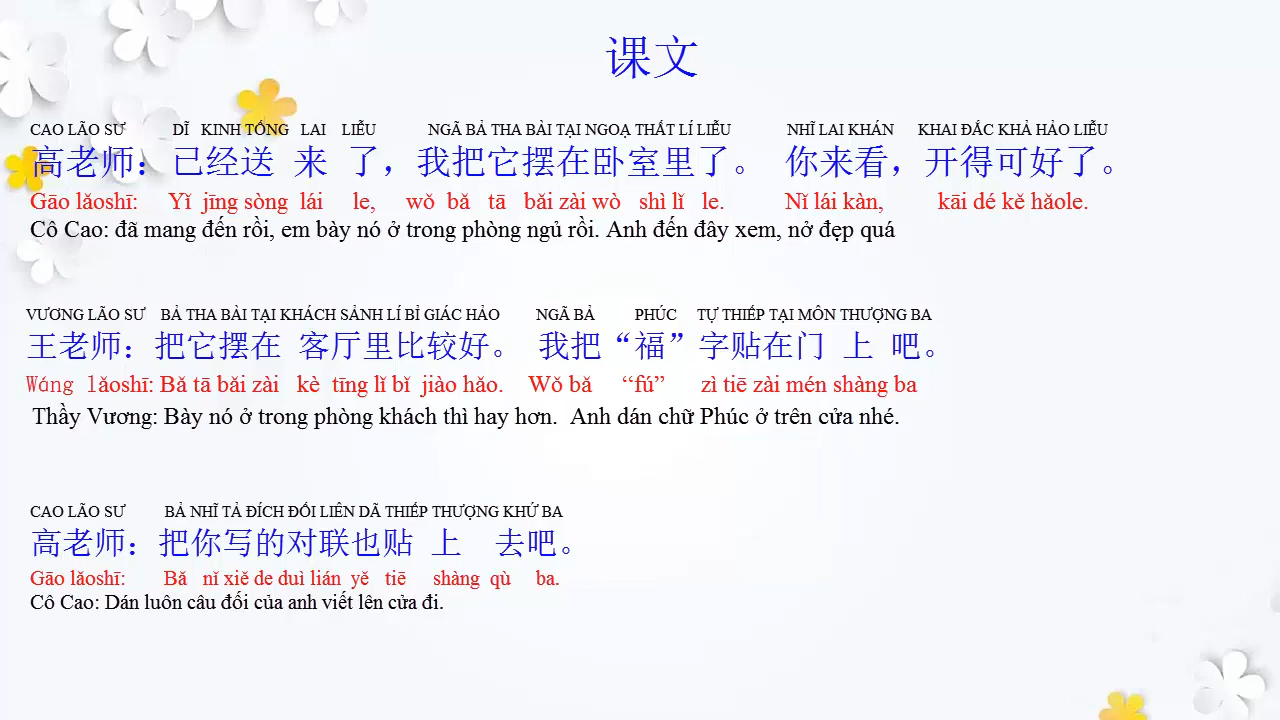 课文
CAO LÃO SƯ DĨ KINH TỐNG LAI LIỄU NGÃ BẢ THA BÀI TẠI NGOẠ THẤT LÍ LIỄU NHĨ LAI KHÁN KHAI ĐẮC KHẢ HẢO LIỄU
高老师：已经送 来 了，我把它摆在卧室里了。 你来看，开得可好了。
Gāo lǎoshī: Yǐ jīng sòng lái le, wǒ bǎ tā bǎi zài wò shì lǐ le. Nǐ lái kàn, kāi dé kě hǎole.
Cô Cao: đã mang đến rồi, em bày nó ở trong phòng ngủ rồi. Anh đến đây xem, nở đẹp quá
VƯƠNG LÃO SƯ BẢ THA BÀI TẠI KHÁCH SẢNH LÍ BỈ GIÁC HẢO NGÃ BẢ PHÚC TỰ THIẾP TẠI MÔN THƯỢNG BA
王老师：把它摆在 客厅里比较好。 我把“福”字贴在门 上 吧。
Wáng lǎoshī: Bǎ tā bǎi zài kè tīng lǐ bǐ jiào hǎo. Wǒ bǎ “fú” zì tiē zài mén shàng ba
Thầy Vương: Bày nó ở trong phòng khách thì hay hơn. Anh dán chữ Phúc ở trên cửa nhé.
CAO LÃO SƯ BẢ NHĨ TẢ ĐÍCH ĐỐI LIÊN DÃ THIẾP THƯỢNG KHỨ BA
高老师：把你写的对联也贴 上 去吧。
Gāo lǎoshī: Bǎ nǐ xiě de duì lián yě tiē shàng qù ba.
Cô Cao: Dán luôn câu đối của anh viết lên cửa đi.